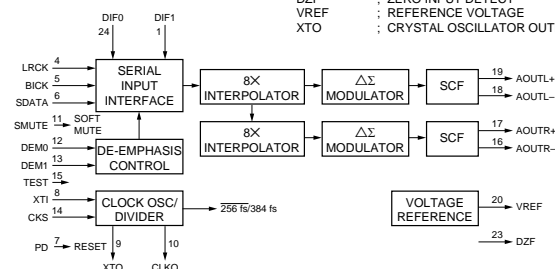 DZF ; ZERO INPUT DETECT
VREF ; REFERENCE VOLTAGE
XTO ; CRYSTAL OSCILLATOR OUT
DIF0 DIF1
24 1
LRCK 4
BICK 5
SDATA 6
SERIAL
INPUT
INTERFACE
8×
INTERPOLATOR
ΔΣ
MODULATOR
SCF
19 AOUTL+
18 AOUTL–
SMUTE 11 SOFT
MUTE
8×
INTERPOLATOR
ΔΣ
MODULATOR
SCF
17 AOUTR+
16 AOUTR–
DEM0 12
DEM1 13
DE-EMPHASIS
CONTROL
TEST 15
XTI 8
CKS 14
CLOCK OSC/
DIVIDER
256 fs/384 fs
VOLTAGE
REFERENCE
20 VREF
23 DZF
PD 7 RESET
9 10
XTO CLKO